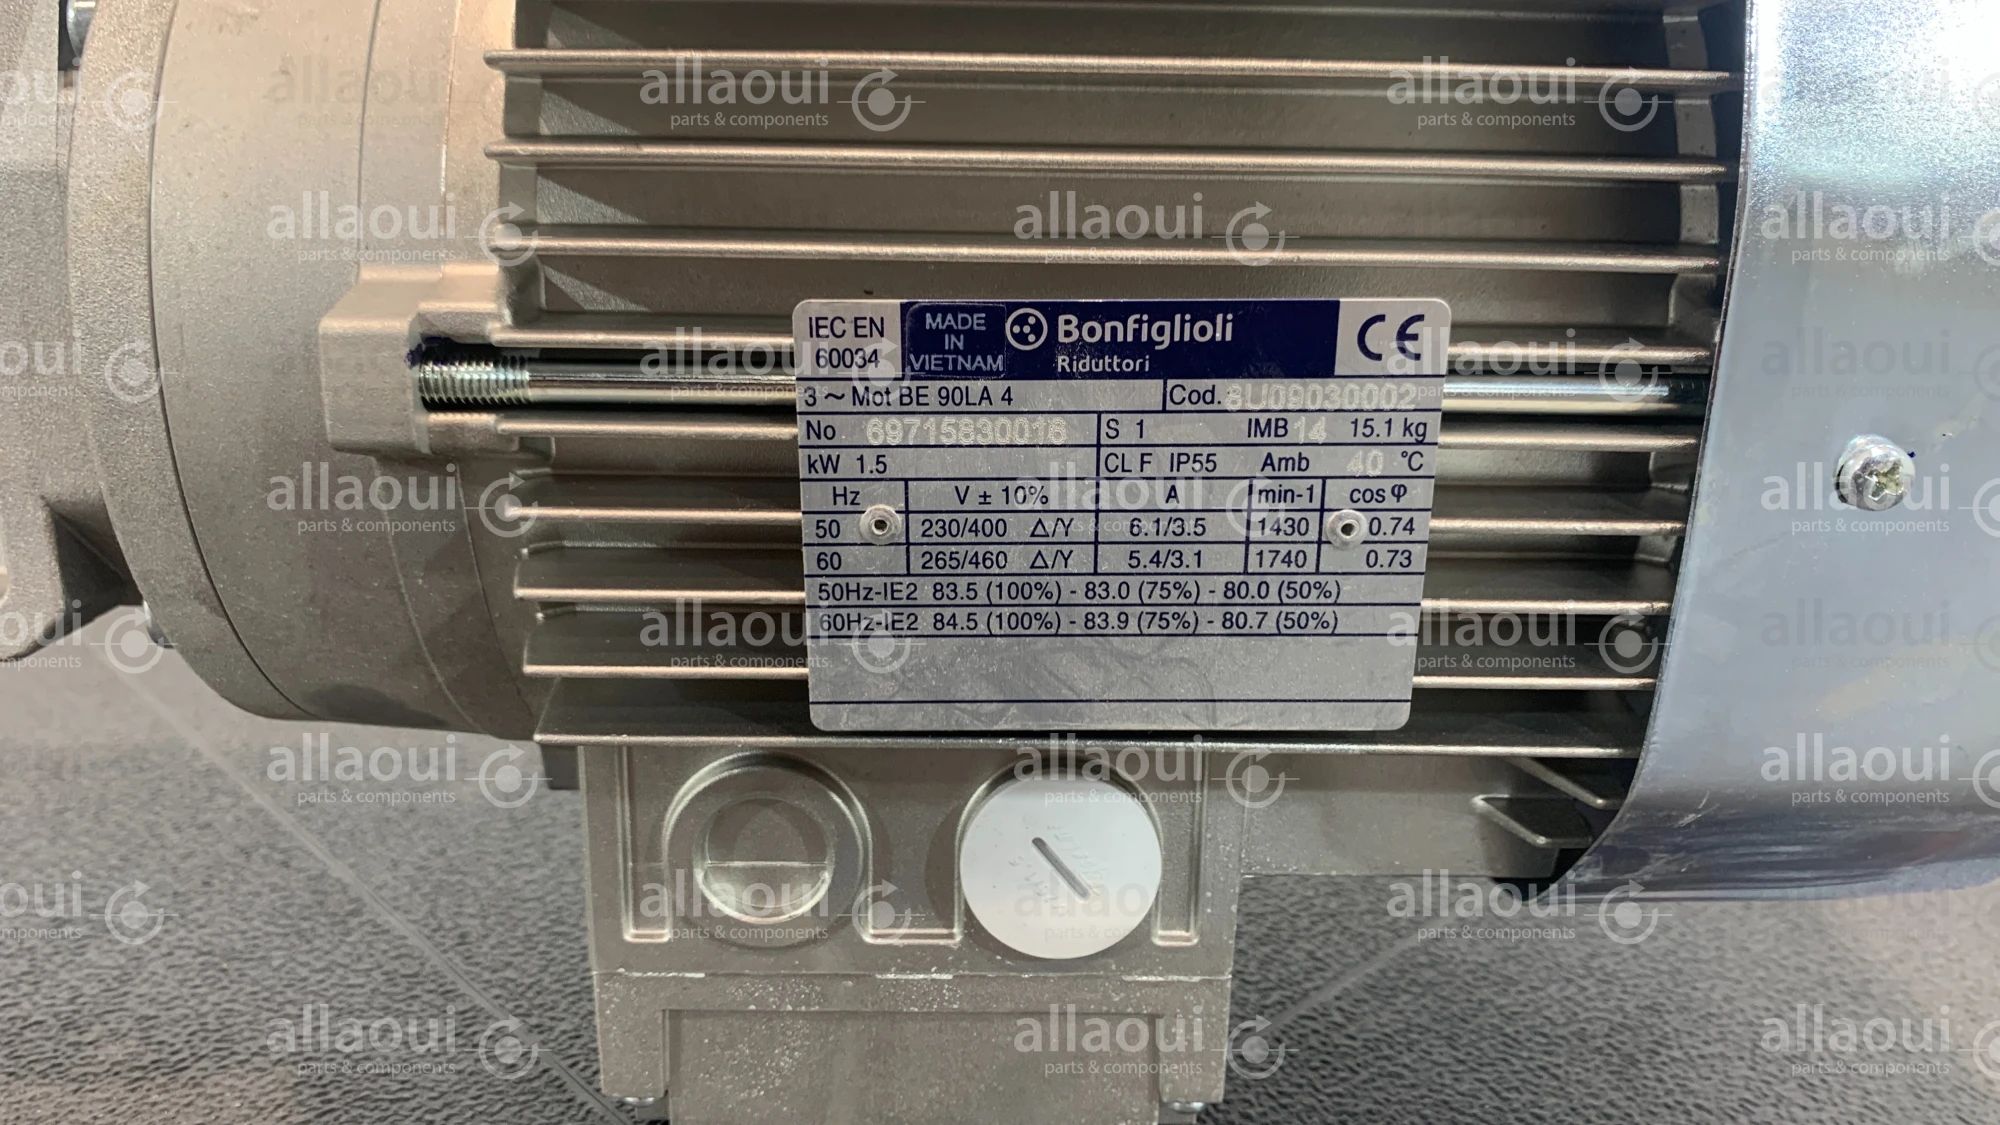 IEC EN
60034
MADE
IN
VIETNAM
Bonfiglioli
Riduttori
CE
3 ~ Mot BE 90LA 4
Cod. 8U09030002
No 69715830018
S 1 IMB 14 15.1 kg
kW 1.5
CL F IP55 Amb 40 °C
Hz V ± 10% A min-1 cos φ
50 230/400 Δ/Y 6.1/3.5 1430 0.74
60 265/460 Δ/Y 5.4/3.1 1740 0.73
50Hz-IE2 83.5 (100%) - 83.0 (75%) - 80.0 (50%)
60Hz-IE2 84.5 (100%) - 83.9 (75%) - 80.7 (50%)
allaoui
parts & components